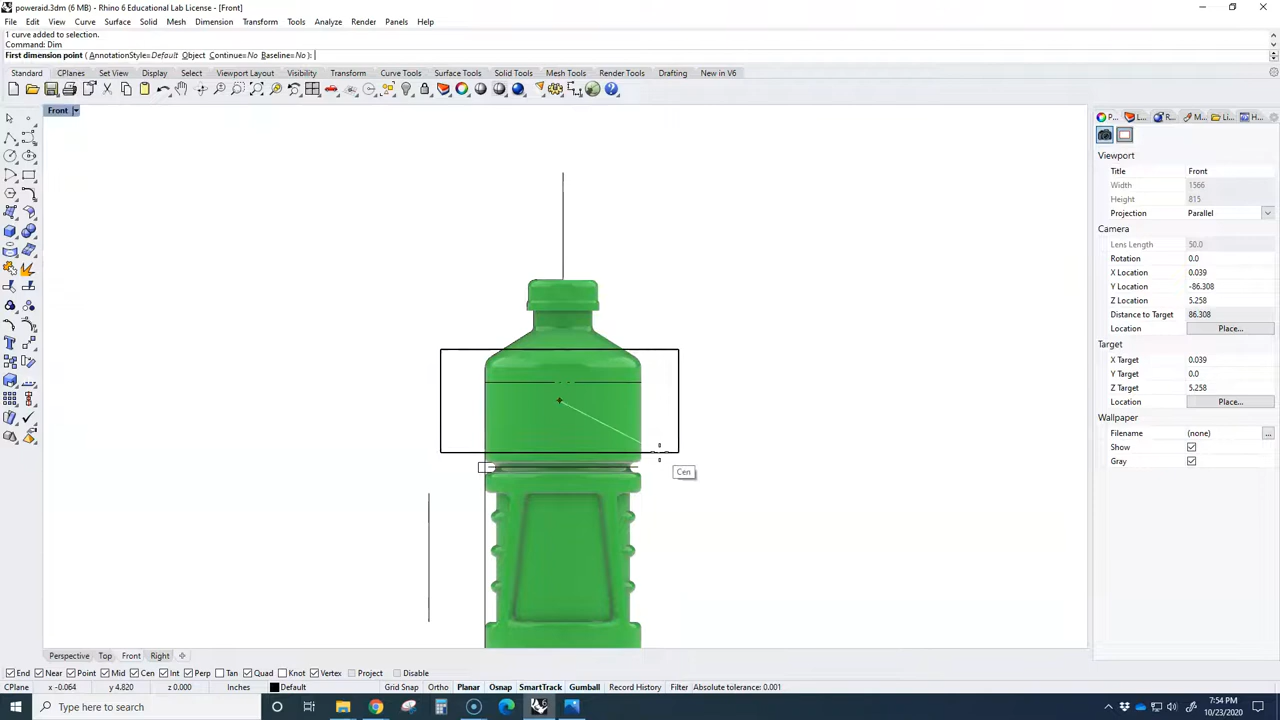 poweraid.3dm (6 MB) - Rhino 6 Educational Lab License - [Front]
File Edit View Curve Surface Solid Mesh Dimension Transform Tools Analyze Render Panels Help
1 curve added to selection.
Command: Dim
First dimension point ( AnnotationStyle=Default Object Continue=No Baseline=No ):
Standard CPlanes Set View Display Select Viewport Layout Visibility Transform Curve Tools Surface Tools Solid Tools Mesh Tools Render Tools Drafting New in V6
Front
P... L... R... M... Li... H...
Viewport
Title Front
Width 1566
Height 815
Projection Parallel
Camera
Lens Length 50.0
Rotation 0.0
X Location 0.039
Y Location -86.308
Z Location 5.258
Distance to Target 86.308
Location Place...
Target
X Target 0.039
Y Target 0.0
Z Target 5.258
Location Place...
Wallpaper
Filename (none) ...
Show
Gray
Cen
Perspective Top Front Right
End Near Point Mid Cen Int Perp Tan Quad Knot Vertex Project Disable
CPlane x -0.064 y 4.820 z 0.000 Inches Default Grid Snap Ortho Planar Osnap SmartTrack Gumball Record History Filter Absolute tolerance: 0.001
Type here to search
7:54 PM
10/23/2020